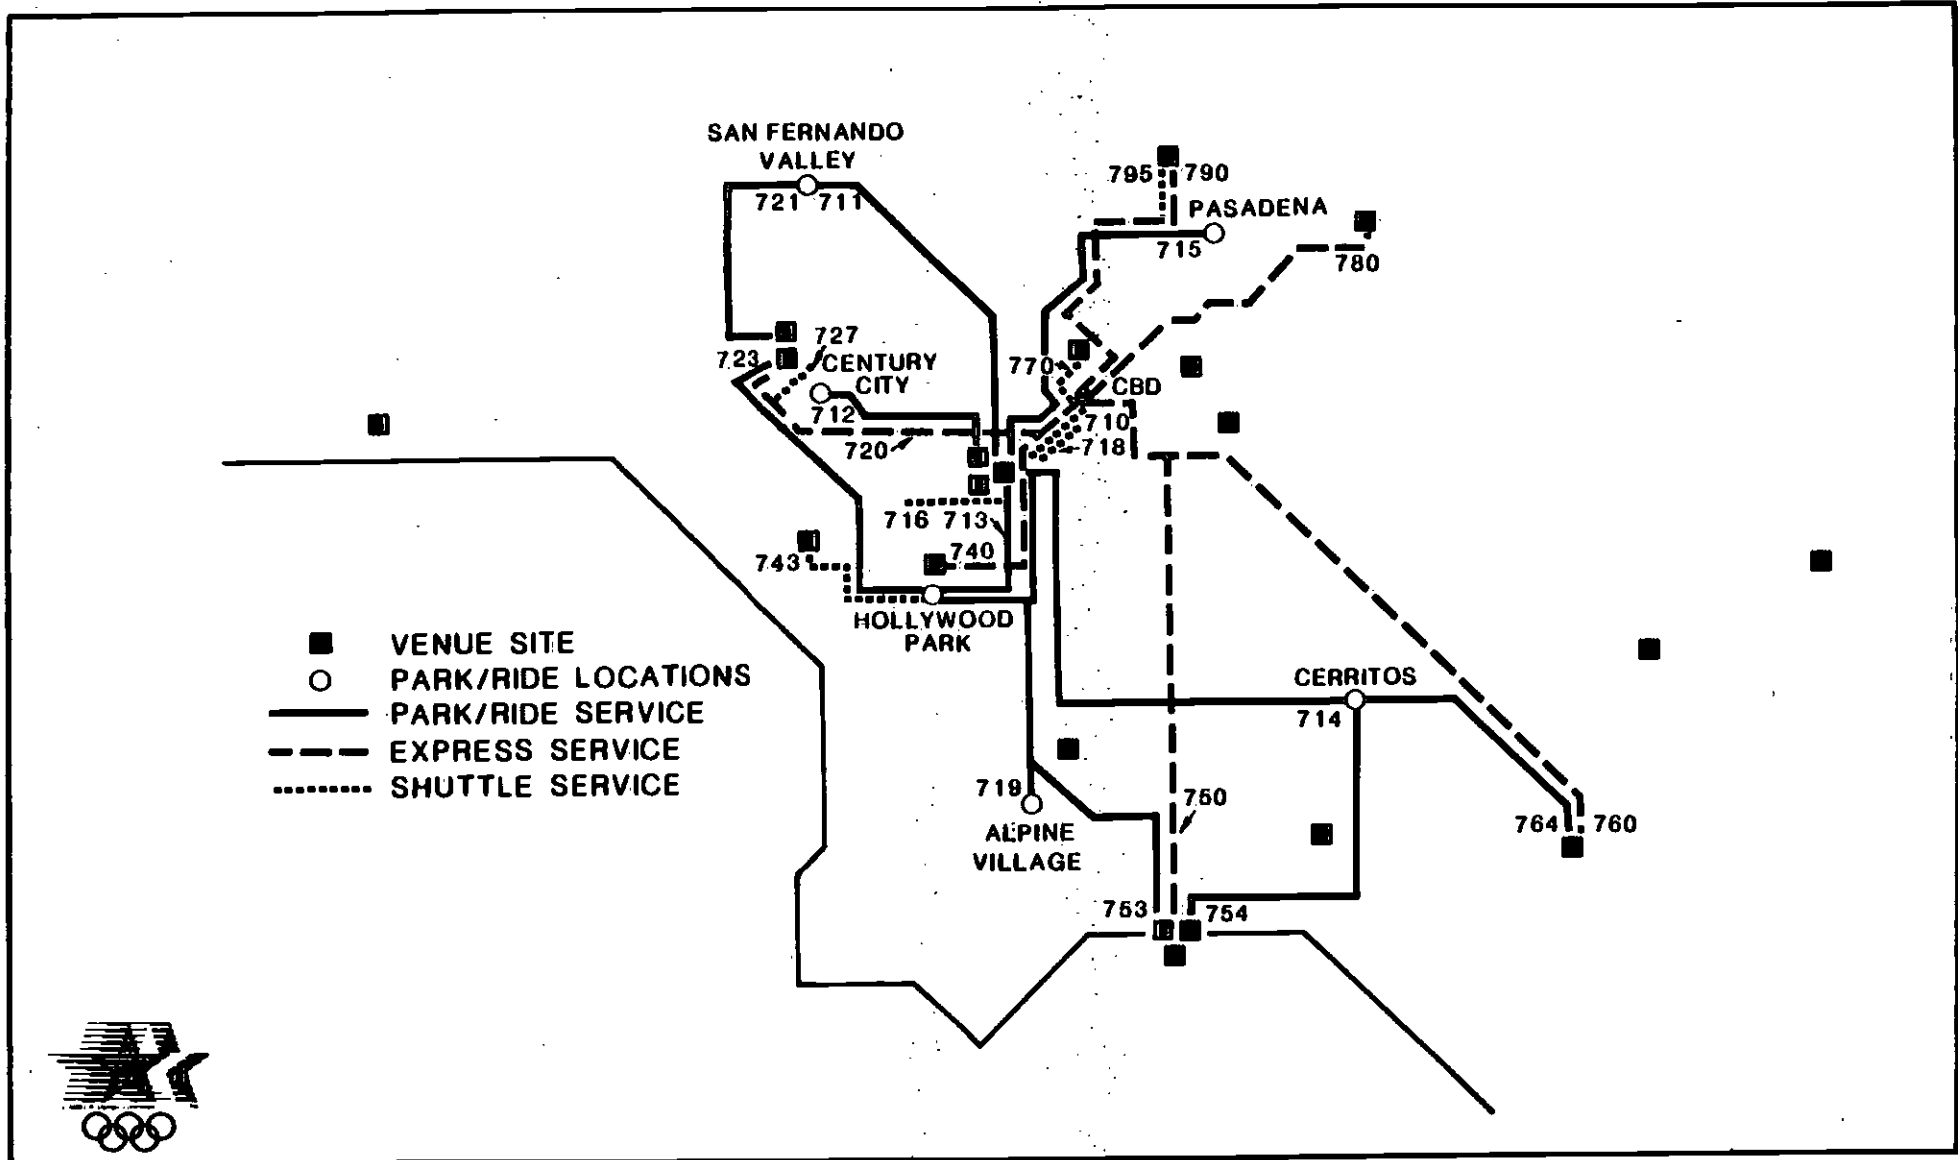 SAN FERNANDO
VALLEY
721 711
795 790
PASADENA
715
780
727
723
CENTURY
CITY
712
770
CBD
710
720
718
716 713
740
743
HOLLYWOOD
PARK
VENUE SITE
PARK/RIDE LOCATIONS
PARK/RIDE SERVICE
EXPRESS SERVICE
SHUTTLE SERVICE
CERRITOS
714
719
ALPINE
VILLAGE
750
764 760
753 754